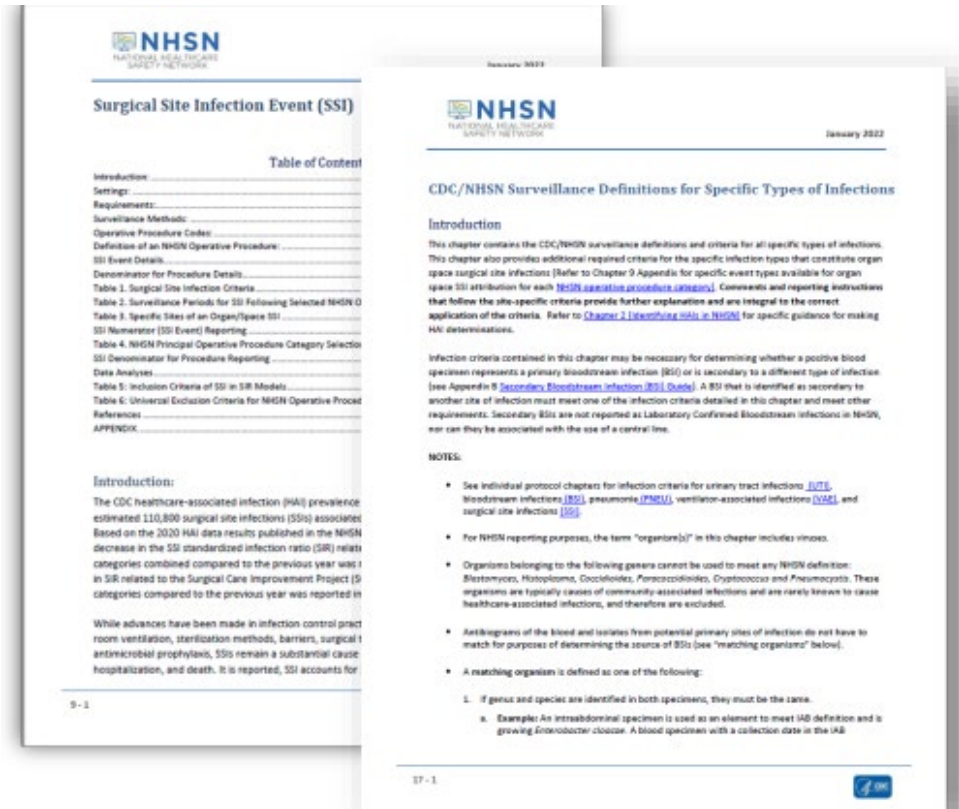 NHSN
NATIONAL HEALTHCARE
SAFETY NETWORK
January 2022
Surgical Site Infection Event (SSI)
Table of Content
Introduction:
Settings:
Requirements:
Surveillance Methods:
Operative Procedure Codes:
Definition of an NHSN Operative Procedure:
SSI Event Details
Denominator for Procedure Details
Table 1. Surgical Site Infection Criteria
Table 2. Surveillance Periods for SSI Following Selected NHSN O
Table 3. Specific Sites of an Organ/Space SSI
SSI Numerator (SSI Event) Reporting
Table 4. NHSN Principal Operative Procedure Category Selectio
SSI Denominator for Procedure Reporting
Data Analyses
Table 5: Inclusion Criteria of SSI in SIR Models
Table 6: Universal Exclusion Criteria for NHSN Operative Proced
References
APPENDIX
Introduction:
The CDC healthcare-associated infection (HAI) prevalence
estimated 110,800 surgical site infections (SSIs) associated
Based on the 2020 HAI data results published in the NHSN
decrease in the SSI standardized infection ratio (SIR) relate
categories combined compared to the previous year was
in SIR related to the Surgical Care Improvement Project (S
categories compared to the previous year was reported in
While advances have been made in infection control pract
room ventilation, sterilization methods, barriers, surgical t
antimicrobial prophylaxis, SSIs remain a substantial cause
hospitalization, and death. It is reported, SSI accounts for
9 - 1
NHSN
NATIONAL HEALTHCARE
SAFETY NETWORK
January 2022
CDC/NHSN Surveillance Definitions for Specific Types of Infections
Introduction
This chapter contains the CDC/NHSN surveillance definitions and criteria for all specific types of infections.
This chapter also provides additional required criteria for the specific infection types that constitute organ
space surgical site infections [Refer to Chapter 9 Appendix for specific event types available for organ
space SSI attribution for each NHSN operative procedure category]. Comments and reporting instructions
that follow the site-specific criteria provide further explanation and are integral to the correct
application of the criteria. Refer to Chapter 2 (Identifying HAIs in NHSN) for specific guidance for making
HAI determinations.
Infection criteria contained in this chapter may be necessary for determining whether a positive blood
specimen represents a primary bloodstream infection (BSI) or is secondary to a different type of infection
(see Appendix B Secondary Bloodstream Infection (BSI) Guide). A BSI that is identified as secondary to
another site of infection must meet one of the infection criteria detailed in this chapter and meet other
requirements. Secondary BSIs are not reported as Laboratory Confirmed Bloodstream Infections in NHSN,
nor can they be associated with the use of a central line.
NOTES:
• See individual protocol chapters for infection criteria for urinary tract infections (UTI),
bloodstream infections (BSI), pneumonia (PNEU), ventilator-associated infections (VAE), and
surgical site infections (SSI).
• For NHSN reporting purposes, the term "organism(s)" in this chapter includes viruses.
• Organisms belonging to the following genera cannot be used to meet any NHSN definition:
Blastomyces, Histoplasma, Coccidioides, Paracoccidioides, Cryptococcus and Pneumocystis. These
organisms are typically causes of community-associated infections and are rarely known to cause
healthcare-associated infections, and therefore are excluded.
• Antibiograms of the blood and isolates from potential primary sites of infection do not have to
match for purposes of determining the source of BSIs (see "matching organisms" below).
• A matching organism is defined as one of the following:
1. If genus and species are identified in both specimens, they must be the same.
a. Example: An intraabdominal specimen is used as an element to meet IAB definition and is
growing Enterobacter cloacae. A blood specimen with a collection date in the IAB
17 - 1
CDC